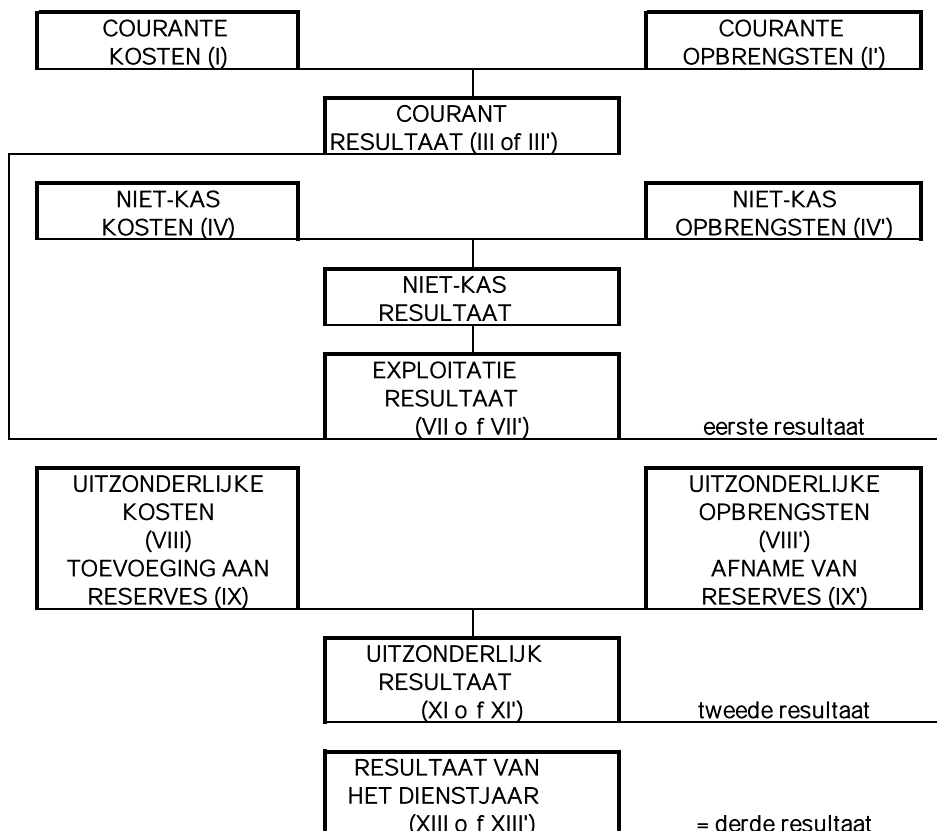 COURANTE
KOSTEN (I)
COURANTE
OPBRENGSTEN (I')
COURANT
RESULTAAT (III of III')
NIET-KAS
KOSTEN (IV)
NIET-KAS
OPBRENGSTEN (IV')
NIET-KAS
RESULTAAT
EXPLOITATIE
RESULTAAT
(VII o f VII')
eerste resultaat
UITZONDERLIJKE
KOSTEN
(VIII)
TOEVOEGING AAN
RESERVES (IX)
UITZONDERLIJKE
OPBRENGSTEN
(VIII')
AFNAME VAN
RESERVES (IX')
UITZONDERLIJK
RESULTAAT
(XI o f XI')
tweede resultaat
RESULTAAT VAN
HET DIENSTJAAR
(XIII o f XIII')
= derde resultaat